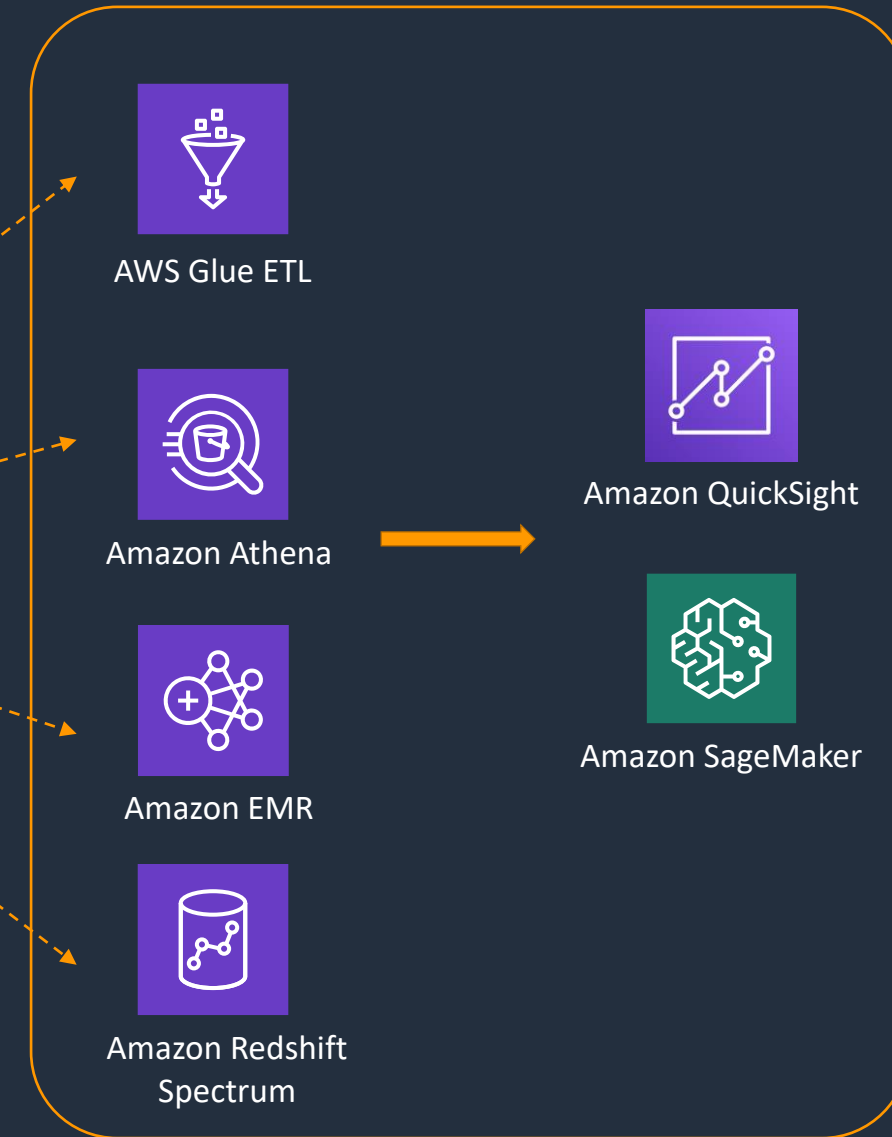 AWS Glue ETL
Amazon Athena
Amazon EMR
Amazon Redshift
Spectrum
Amazon QuickSight
Amazon SageMaker